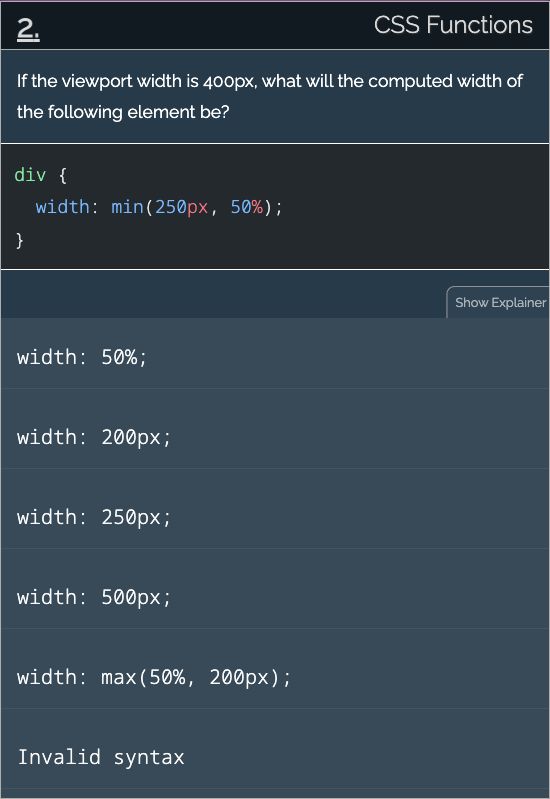 2.
CSS Functions
If the viewport width is 400px, what will the computed width of
the following element be?
div {
  width: min(250px, 50%);
}
Show Explainer
width: 50%;
width: 200px;
width: 250px;
width: 500px;
width: max(50%, 200px);
Invalid syntax